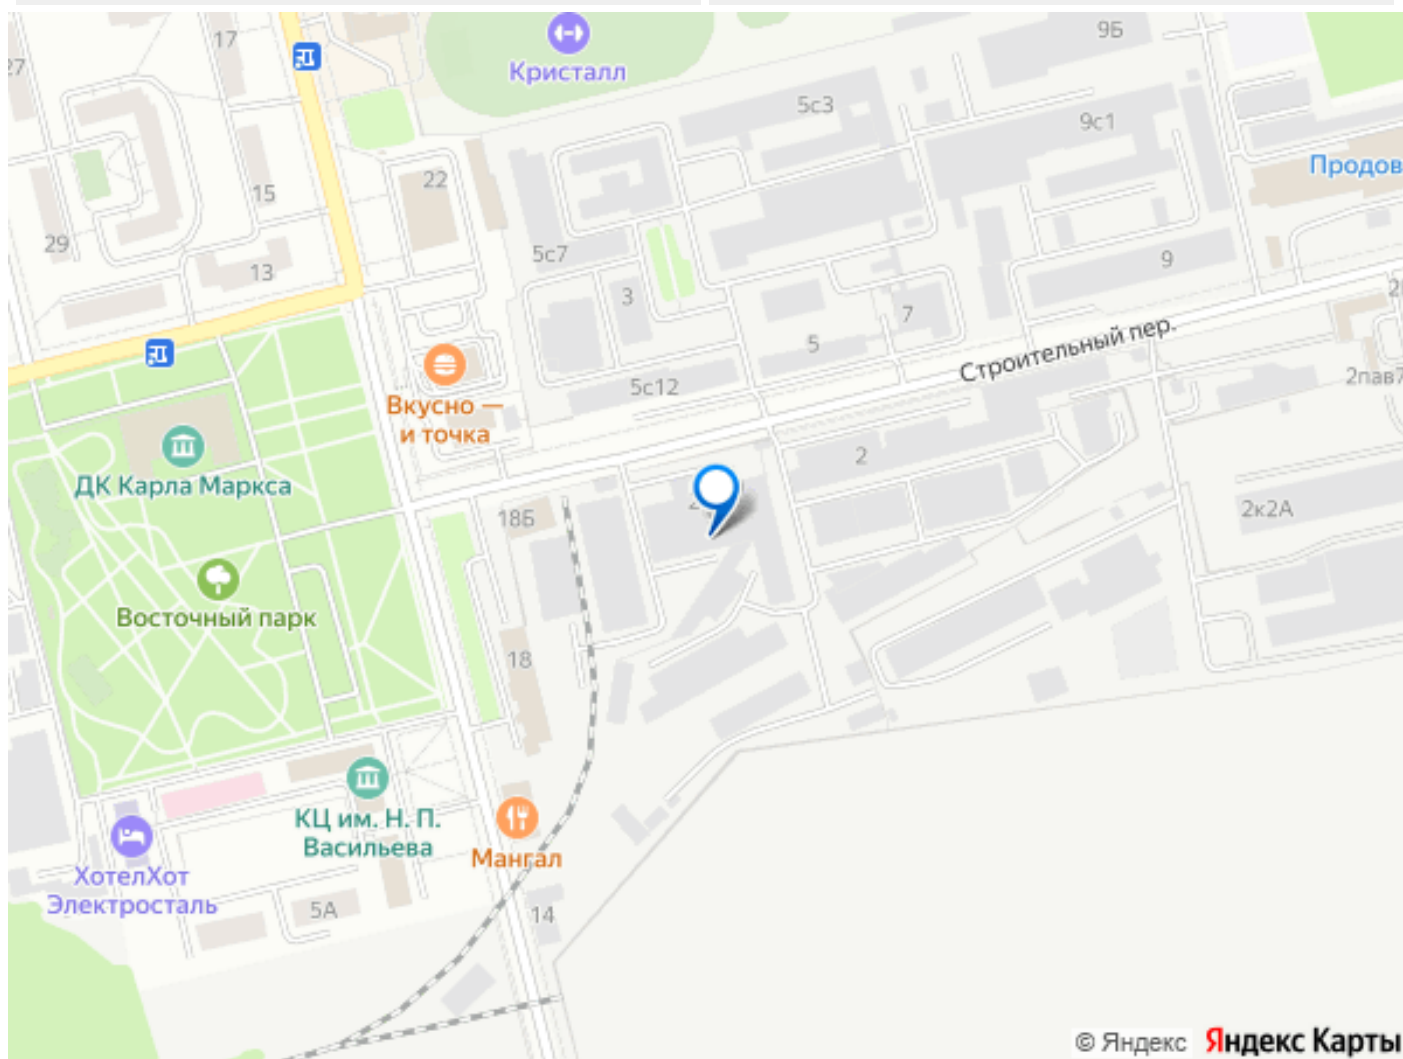 17
27
9Б
Кристалл
5с3
9с1
Продов
22
15
29
5с7
13
9
3
7
5
Строительный пер.
5с12
2пав7
Вкусно —
и точка
ДК Карла Маркса
2
18Б
2к2А
Восточный парк
18
КЦ им. Н. П.
Васильева
Мангал
ХотелХот
Электросталь
5А
14
© Яндекс Яндекс Карты